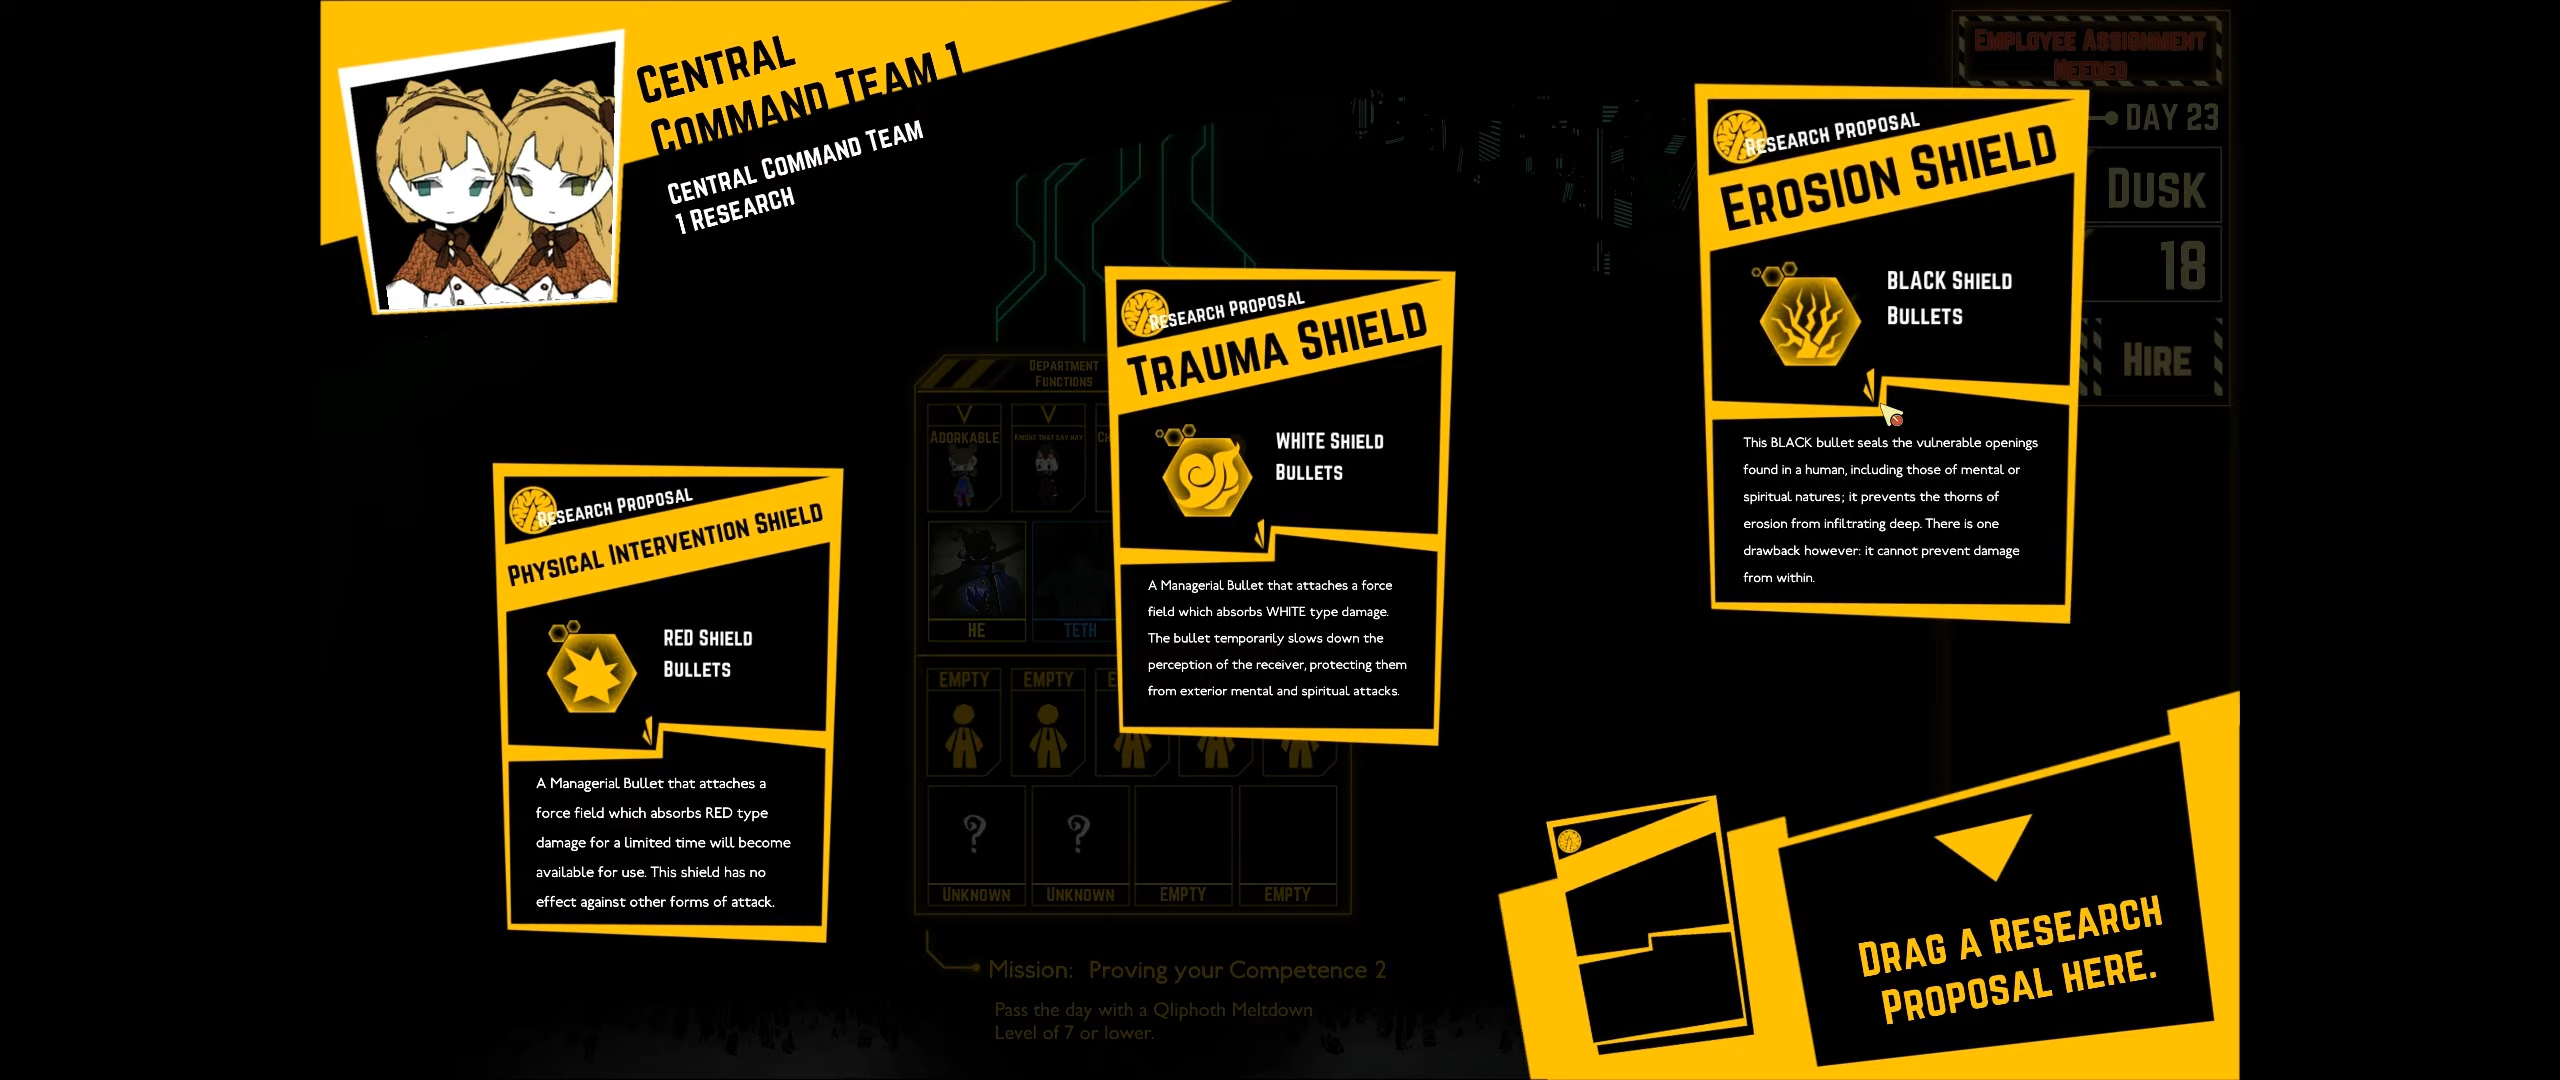 Central
Command Team 1
Central Command Team
1 Research
Employee Assignment
Needed
Day 23
Dusk
18
Hire
Research Proposal
Erosion Shield
BLACK Shield
Bullets
This BLACK bullet seals the vulnerable openings
found in a human, including those of mental or
spiritual natures; it prevents the thorns of
erosion from infiltrating deep. There is one
drawback however: it cannot prevent damage
from within.
Research Proposal
Trauma Shield
WHITE Shield
Bullets
A Managerial Bullet that attaches a force
field which absorbs WHITE type damage.
The bullet temporarily slows down the
perception of the receiver, protecting them
from exterior mental and spiritual attacks.
Research Proposal
Physical Intervention Shield
RED Shield
Bullets
A Managerial Bullet that attaches a
force field which absorbs RED type
damage for a limited time will become
available for use. This shield has no
effect against other forms of attack.
Department
Functions
Adorkable
Knight that say nay
HE
TETH
EMPTY
EMPTY
Unknown
Unknown
EMPTY
EMPTY
Mission: Proving your Competence 2
Pass the day with a Qliphoth Meltdown
Level of 7 or lower.
Drag a Research
Proposal here.